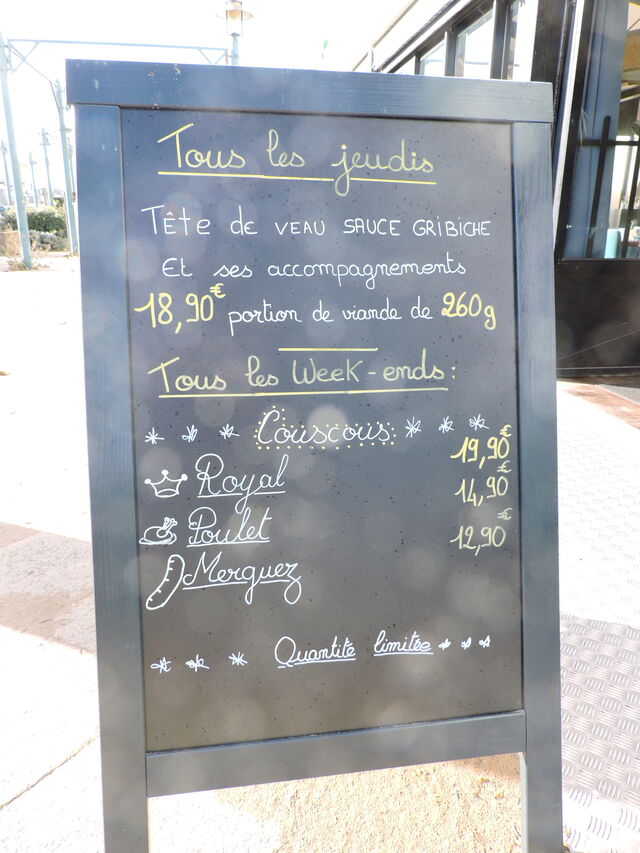 Tous les jeudis
Tête de VEAU SAUCE GRIBICHE
Et ses accompagnements
18,90€ portion de viande de 260g
Tous les Week-ends:
Couscous
Royal 19,90€
Poulet 14,90€
Merguez 12,90€
Quantité limitée